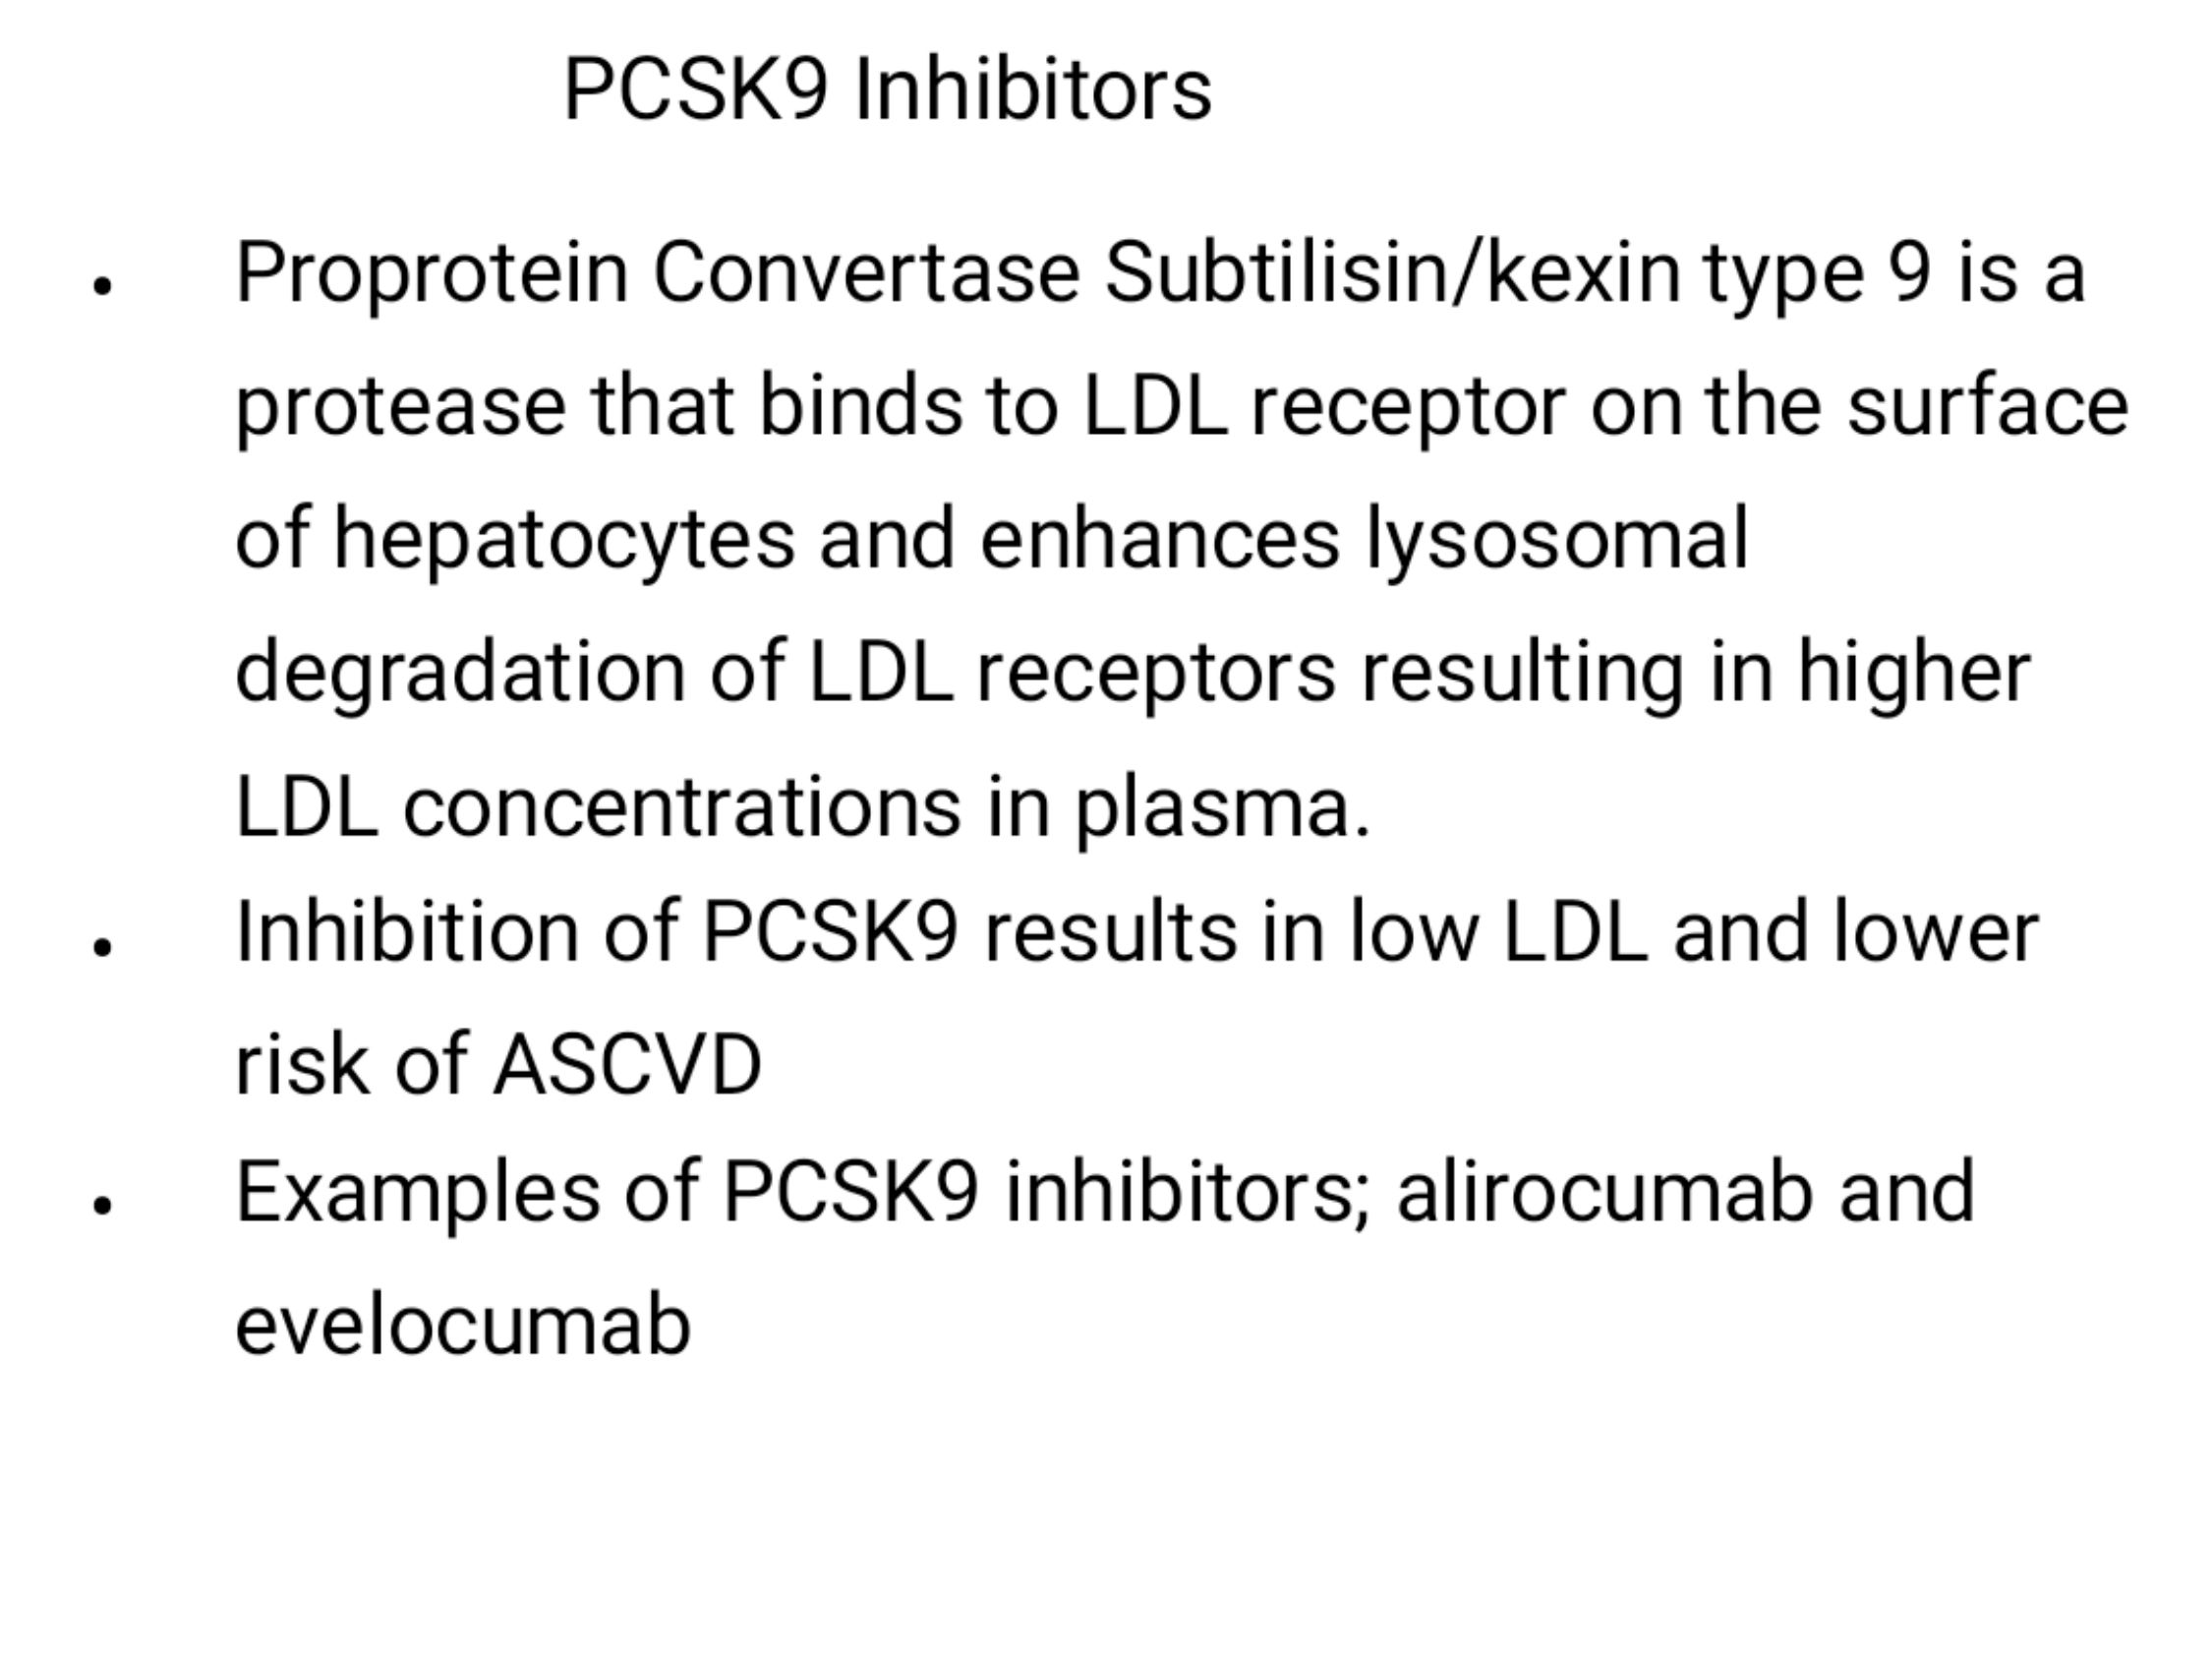 PCSK9 Inhibitors
• Proprotein Convertase Subtilisin/kexin type 9 is a
protease that binds to LDL receptor on the surface
of hepatocytes and enhances lysosomal
degradation of LDL receptors resulting in higher
LDL concentrations in plasma.
• Inhibition of PCSK9 results in low LDL and lower
risk of ASCVD
• Examples of PCSK9 inhibitors; alirocumab and
evelocumab